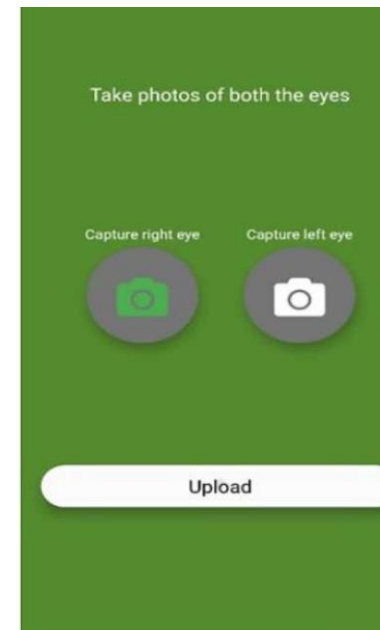 Take photos of both the eyes
Capture right eye
Capture left eye
Upload